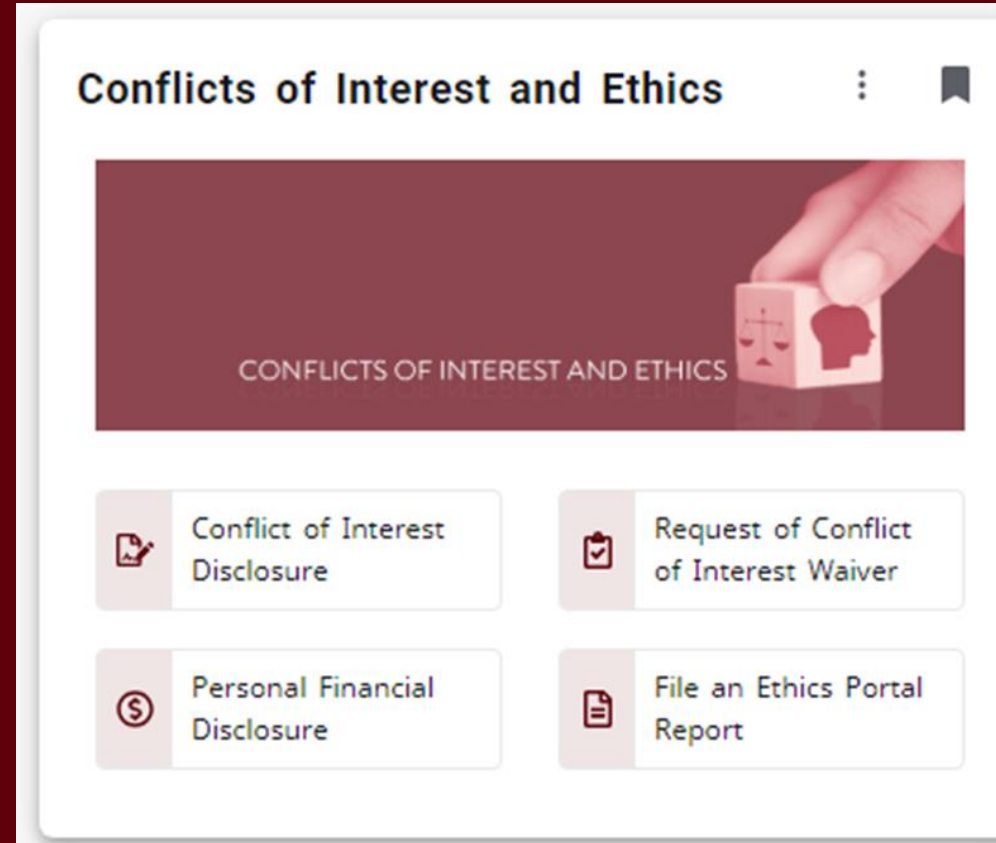 Conflicts of Interest and Ethics
CONFLICTS OF INTEREST AND ETHICS
Conflict of Interest
Disclosure
Request of Conflict
of Interest Waiver
Personal Financial
Disclosure
File an Ethics Portal
Report